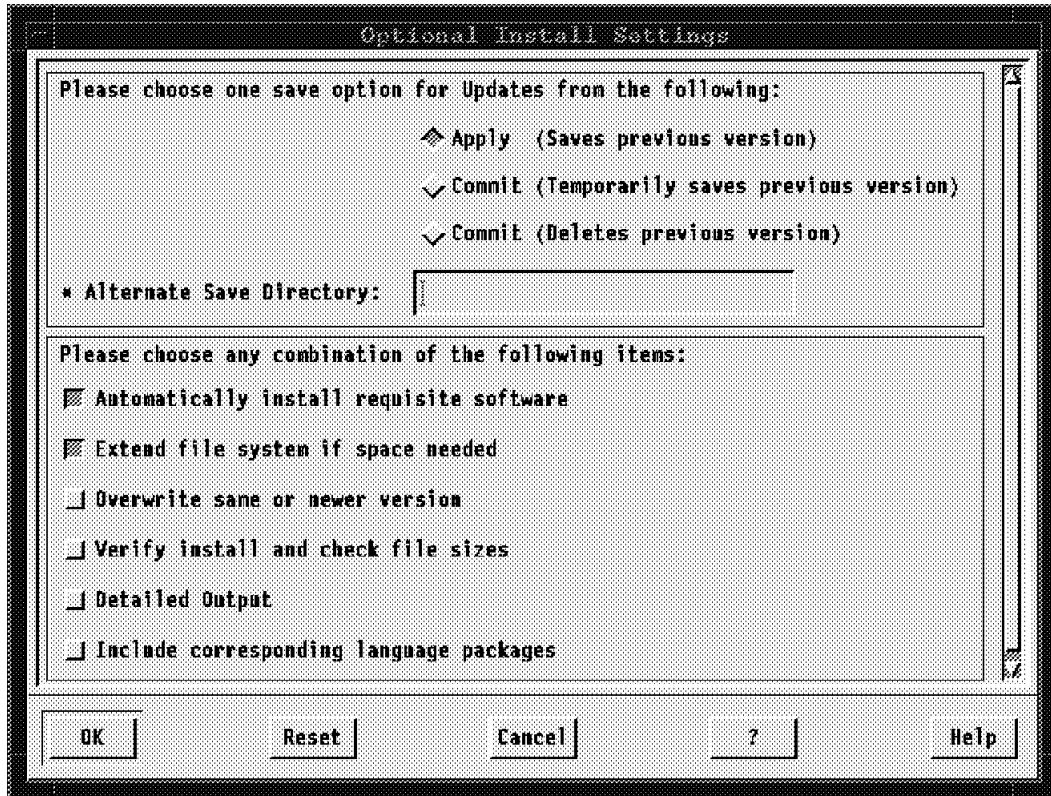 Optional Install Settings
Please choose one save option for Updates from the following:
Apply (Saves previous version)
Commit (Temporarily saves previous version)
Commit (Deletes previous version)
* Alternate Save Directory:
Please choose any combination of the following items:
Automatically install requisite software
Extend file system if space needed
Overwrite same or newer version
Verify install and check file sizes
Detailed Output
Include corresponding language packages
OK Reset Cancel ? Help